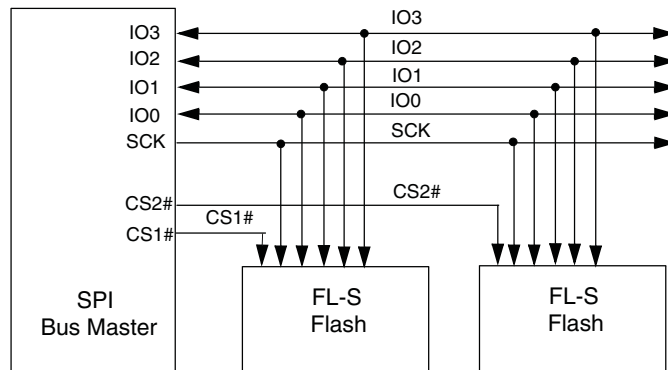 IO3
IO3
IO2
IO2
IO1
IO1
IO0
IO0
SCK
SCK
CS2#
CS2#
CS1#
CS1#
SPI
Bus Master
FL-S
Flash
FL-S
Flash